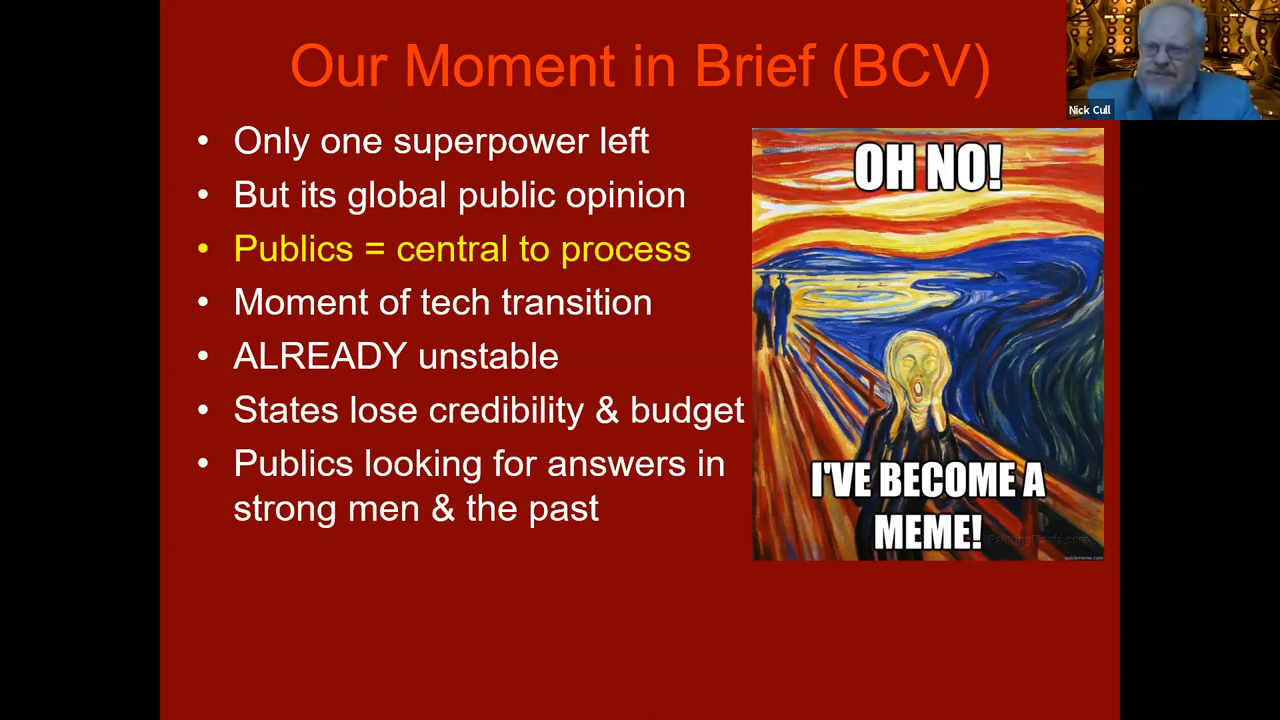 Our Moment in Brief (BCV)
Nick Cull
• Only one superpower left
• But its global public opinion
• Publics = central to process
• Moment of tech transition
• ALREADY unstable
• States lose credibility & budget
• Publics looking for answers in
strong men & the past
OH NO!
I'VE BECOME A
MEME!
quickmeme.com